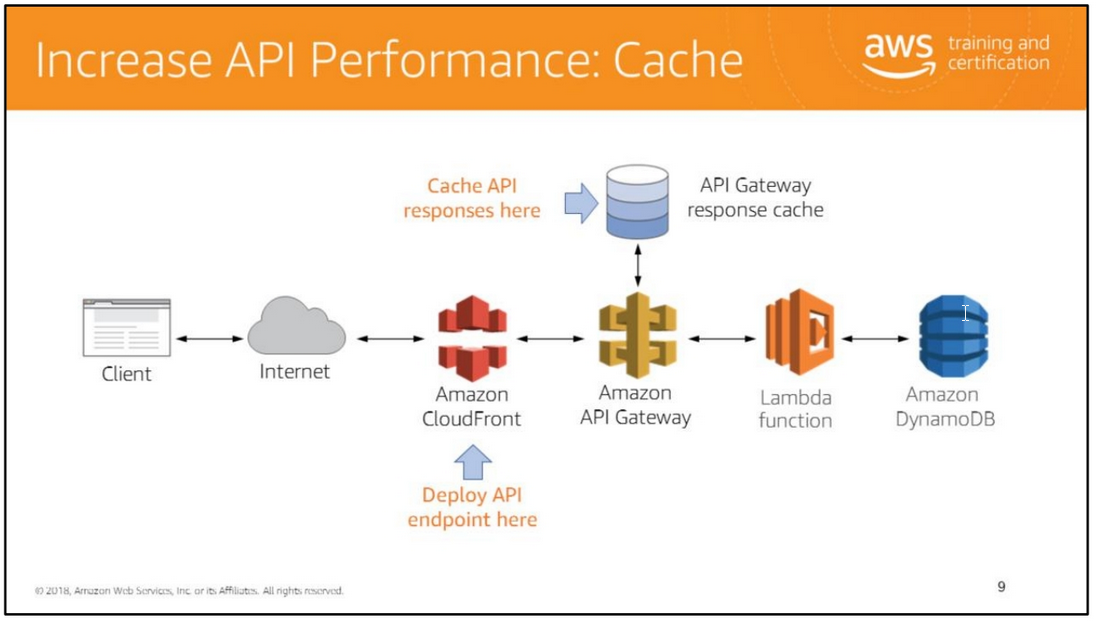 Increase API Performance: Cache
aws training and
certification
Cache API
responses here
API Gateway
response cache
Client
Internet
Amazon
CloudFront
Amazon
API Gateway
Lambda
function
Amazon
DynamoDB
Deploy API
endpoint here
© 2018, Amazon Web Services, Inc. or its Affiliates. All rights reserved.
9